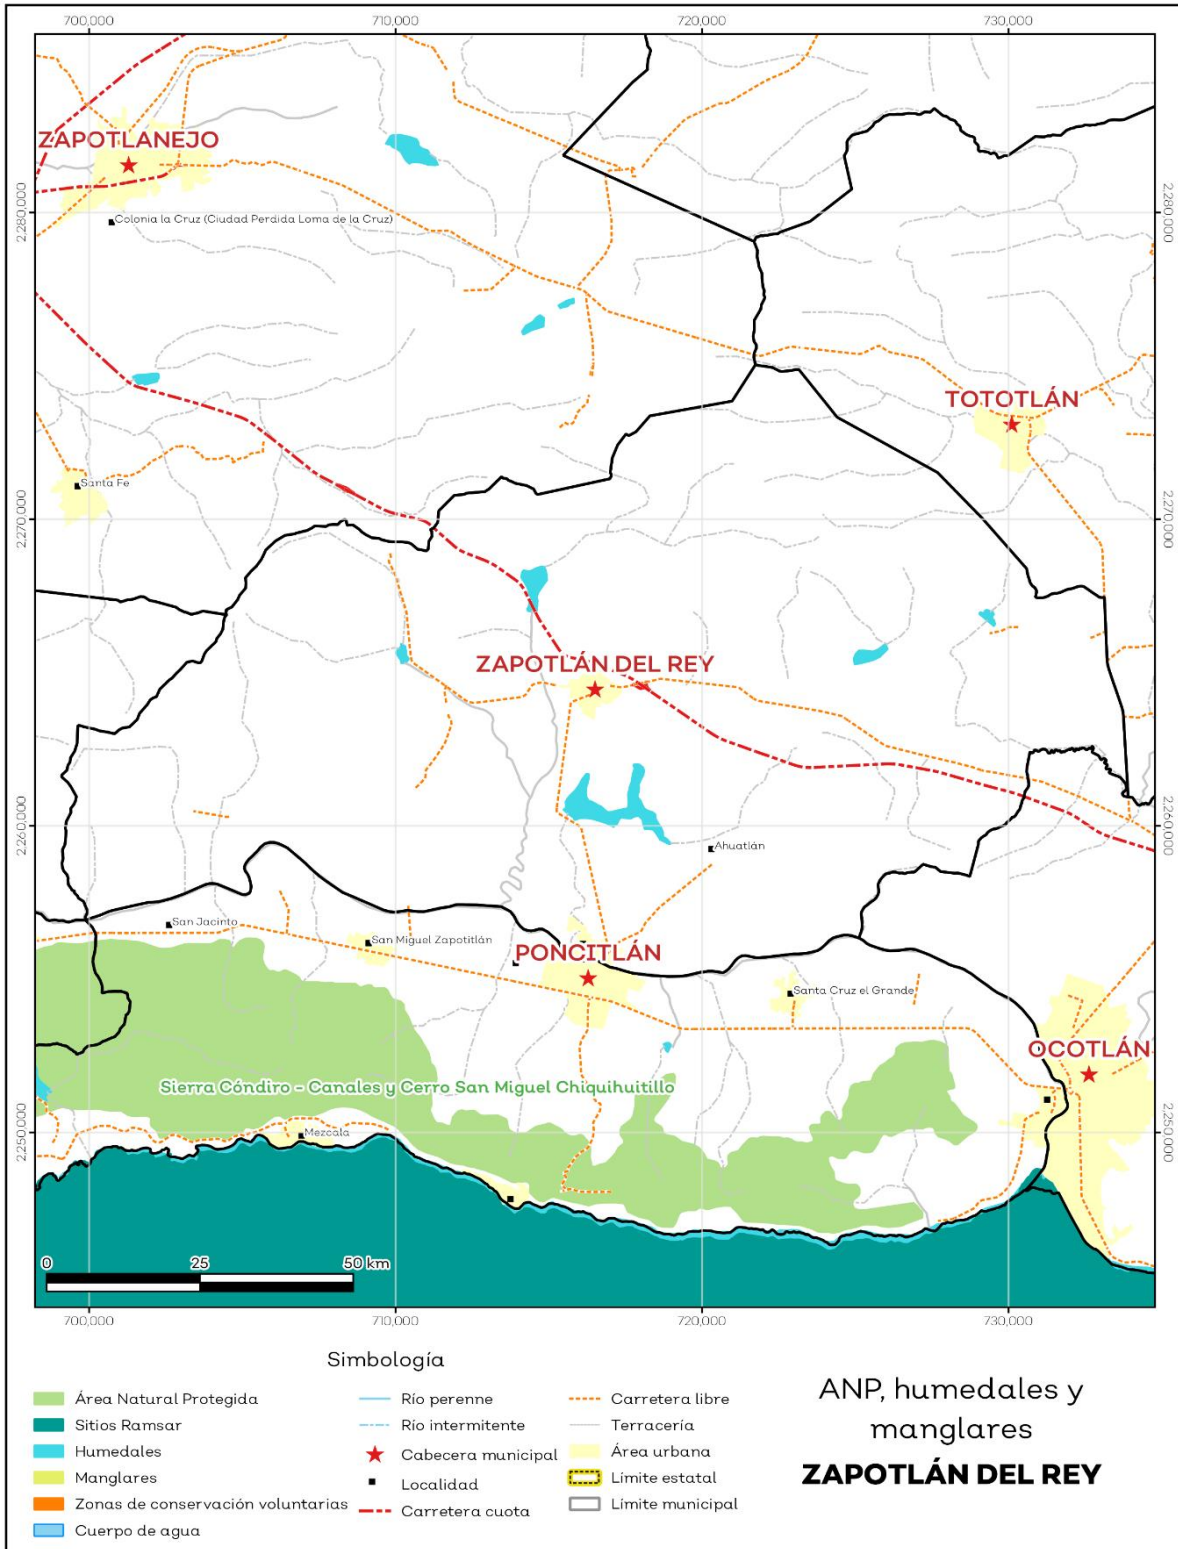 700,000 710,000 720,000 730,000
ZAPOTLANEJO
2'280,000 2'280,000
Colonia la Cruz (Ciudad Perdida Loma de la Cruz)
TOTOTLÁN
Santa Fe
2'270,000 2'270,000
ZAPOTLÁN DEL REY
2'260,000 2'260,000
Ahuatlán
San Jacinto
San Miguel Zapotitlán
PONCITLÁN
Santa Cruz el Grande
OCOTLÁN
Sierra Cóndiro - Canales y Cerro San Miguel Chiquihuitillo
2'250,000 2'250,000
Mezcala
0 25 50 km
700,000 710,000 720,000 730,000
Simbología
Área Natural Protegida
Sitios Ramsar
Humedales
Manglares
Zonas de conservación voluntarias
Cuerpo de agua
Río perenne
Río intermitente
Cabecera municipal
Localidad
Carretera cuota
Carretera libre
Terracería
Área urbana
Límite estatal
Límite municipal
ANP, humedales y
manglares
ZAPOTLÁN DEL REY